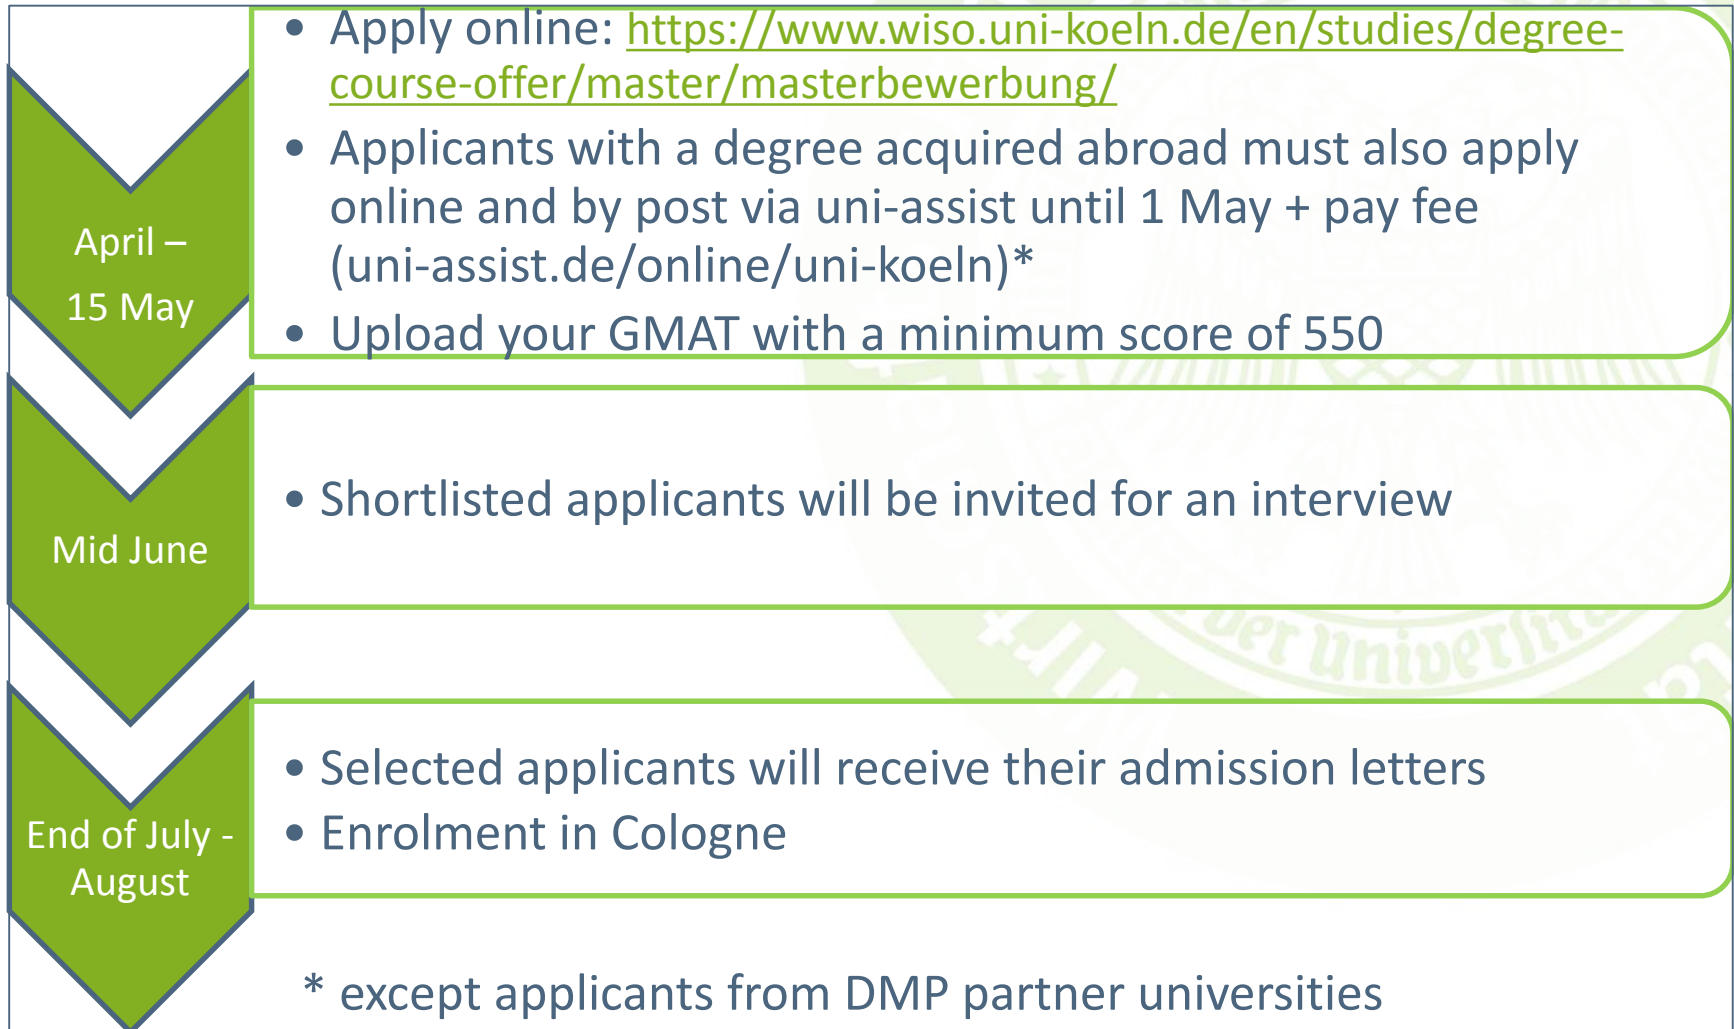 • Apply online: https://www.wiso.uni-koeln.de/en/studies/degree-
course-offer/master/masterbewerbung/
• Applicants with a degree acquired abroad must also apply
online and by post via uni-assist until 1 May + pay fee
(uni-assist.de/online/uni-koeln)*
• Upload your GMAT with a minimum score of 550
April –
15 May
• Shortlisted applicants will be invited for an interview
Mid June
• Selected applicants will receive their admission letters
• Enrolment in Cologne
End of July -
August
* except applicants from DMP partner universities